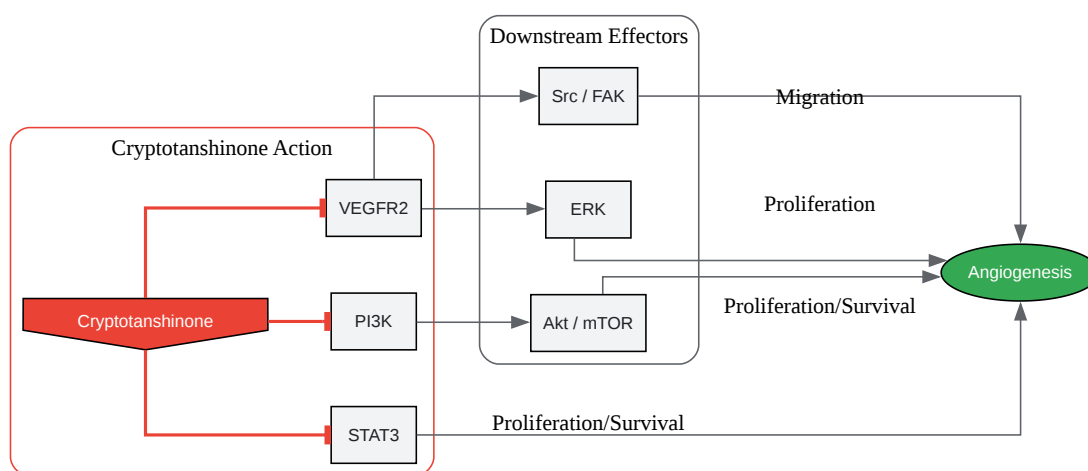 Downstream Effectors
Src / FAK
Migration
Cryptotanshinone Action
VEGFR2
ERK
Proliferation
Angiogenesis
Cryptotanshinone
PI3K
Akt / mTOR
Proliferation/Survival
STAT3
Proliferation/Survival